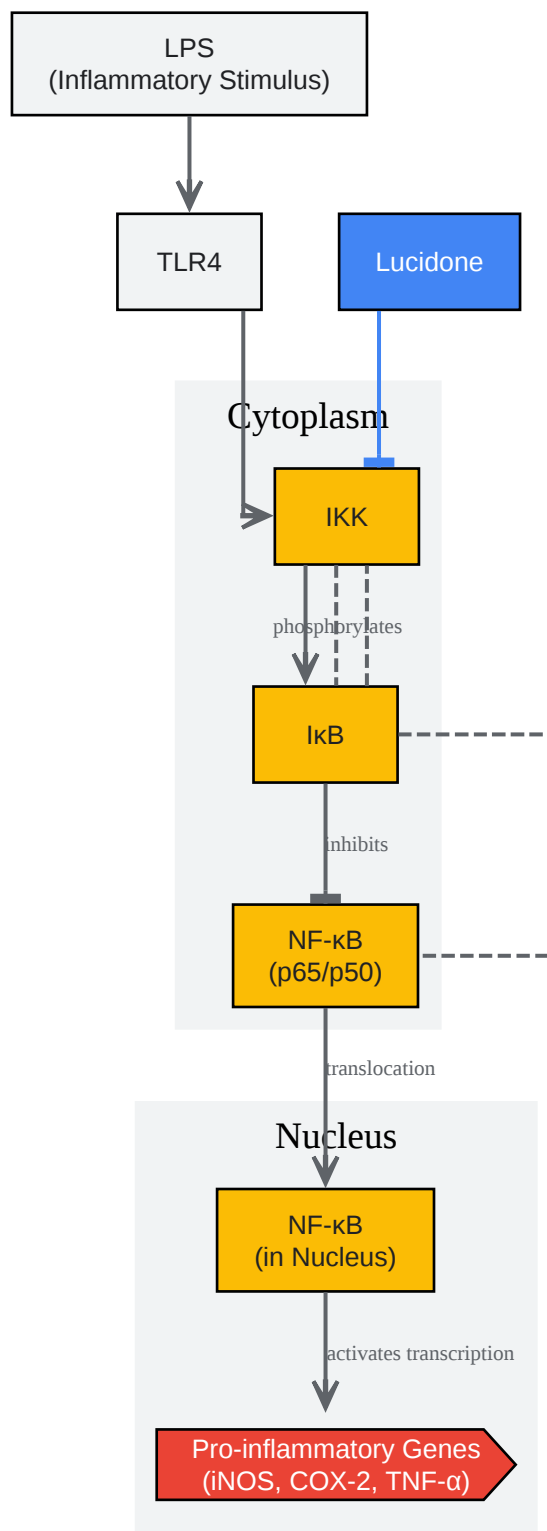 LPS
(Inflammatory Stimulus)
TLR4
Lucidone
Cytoplasm
IKK
phosphorylates
IκB
inhibits
NF-κB
(p65/p50)
translocation
Nucleus
NF-κB
(in Nucleus)
activates transcription
Pro-inflammatory Genes
(iNOS, COX-2, TNF-α)